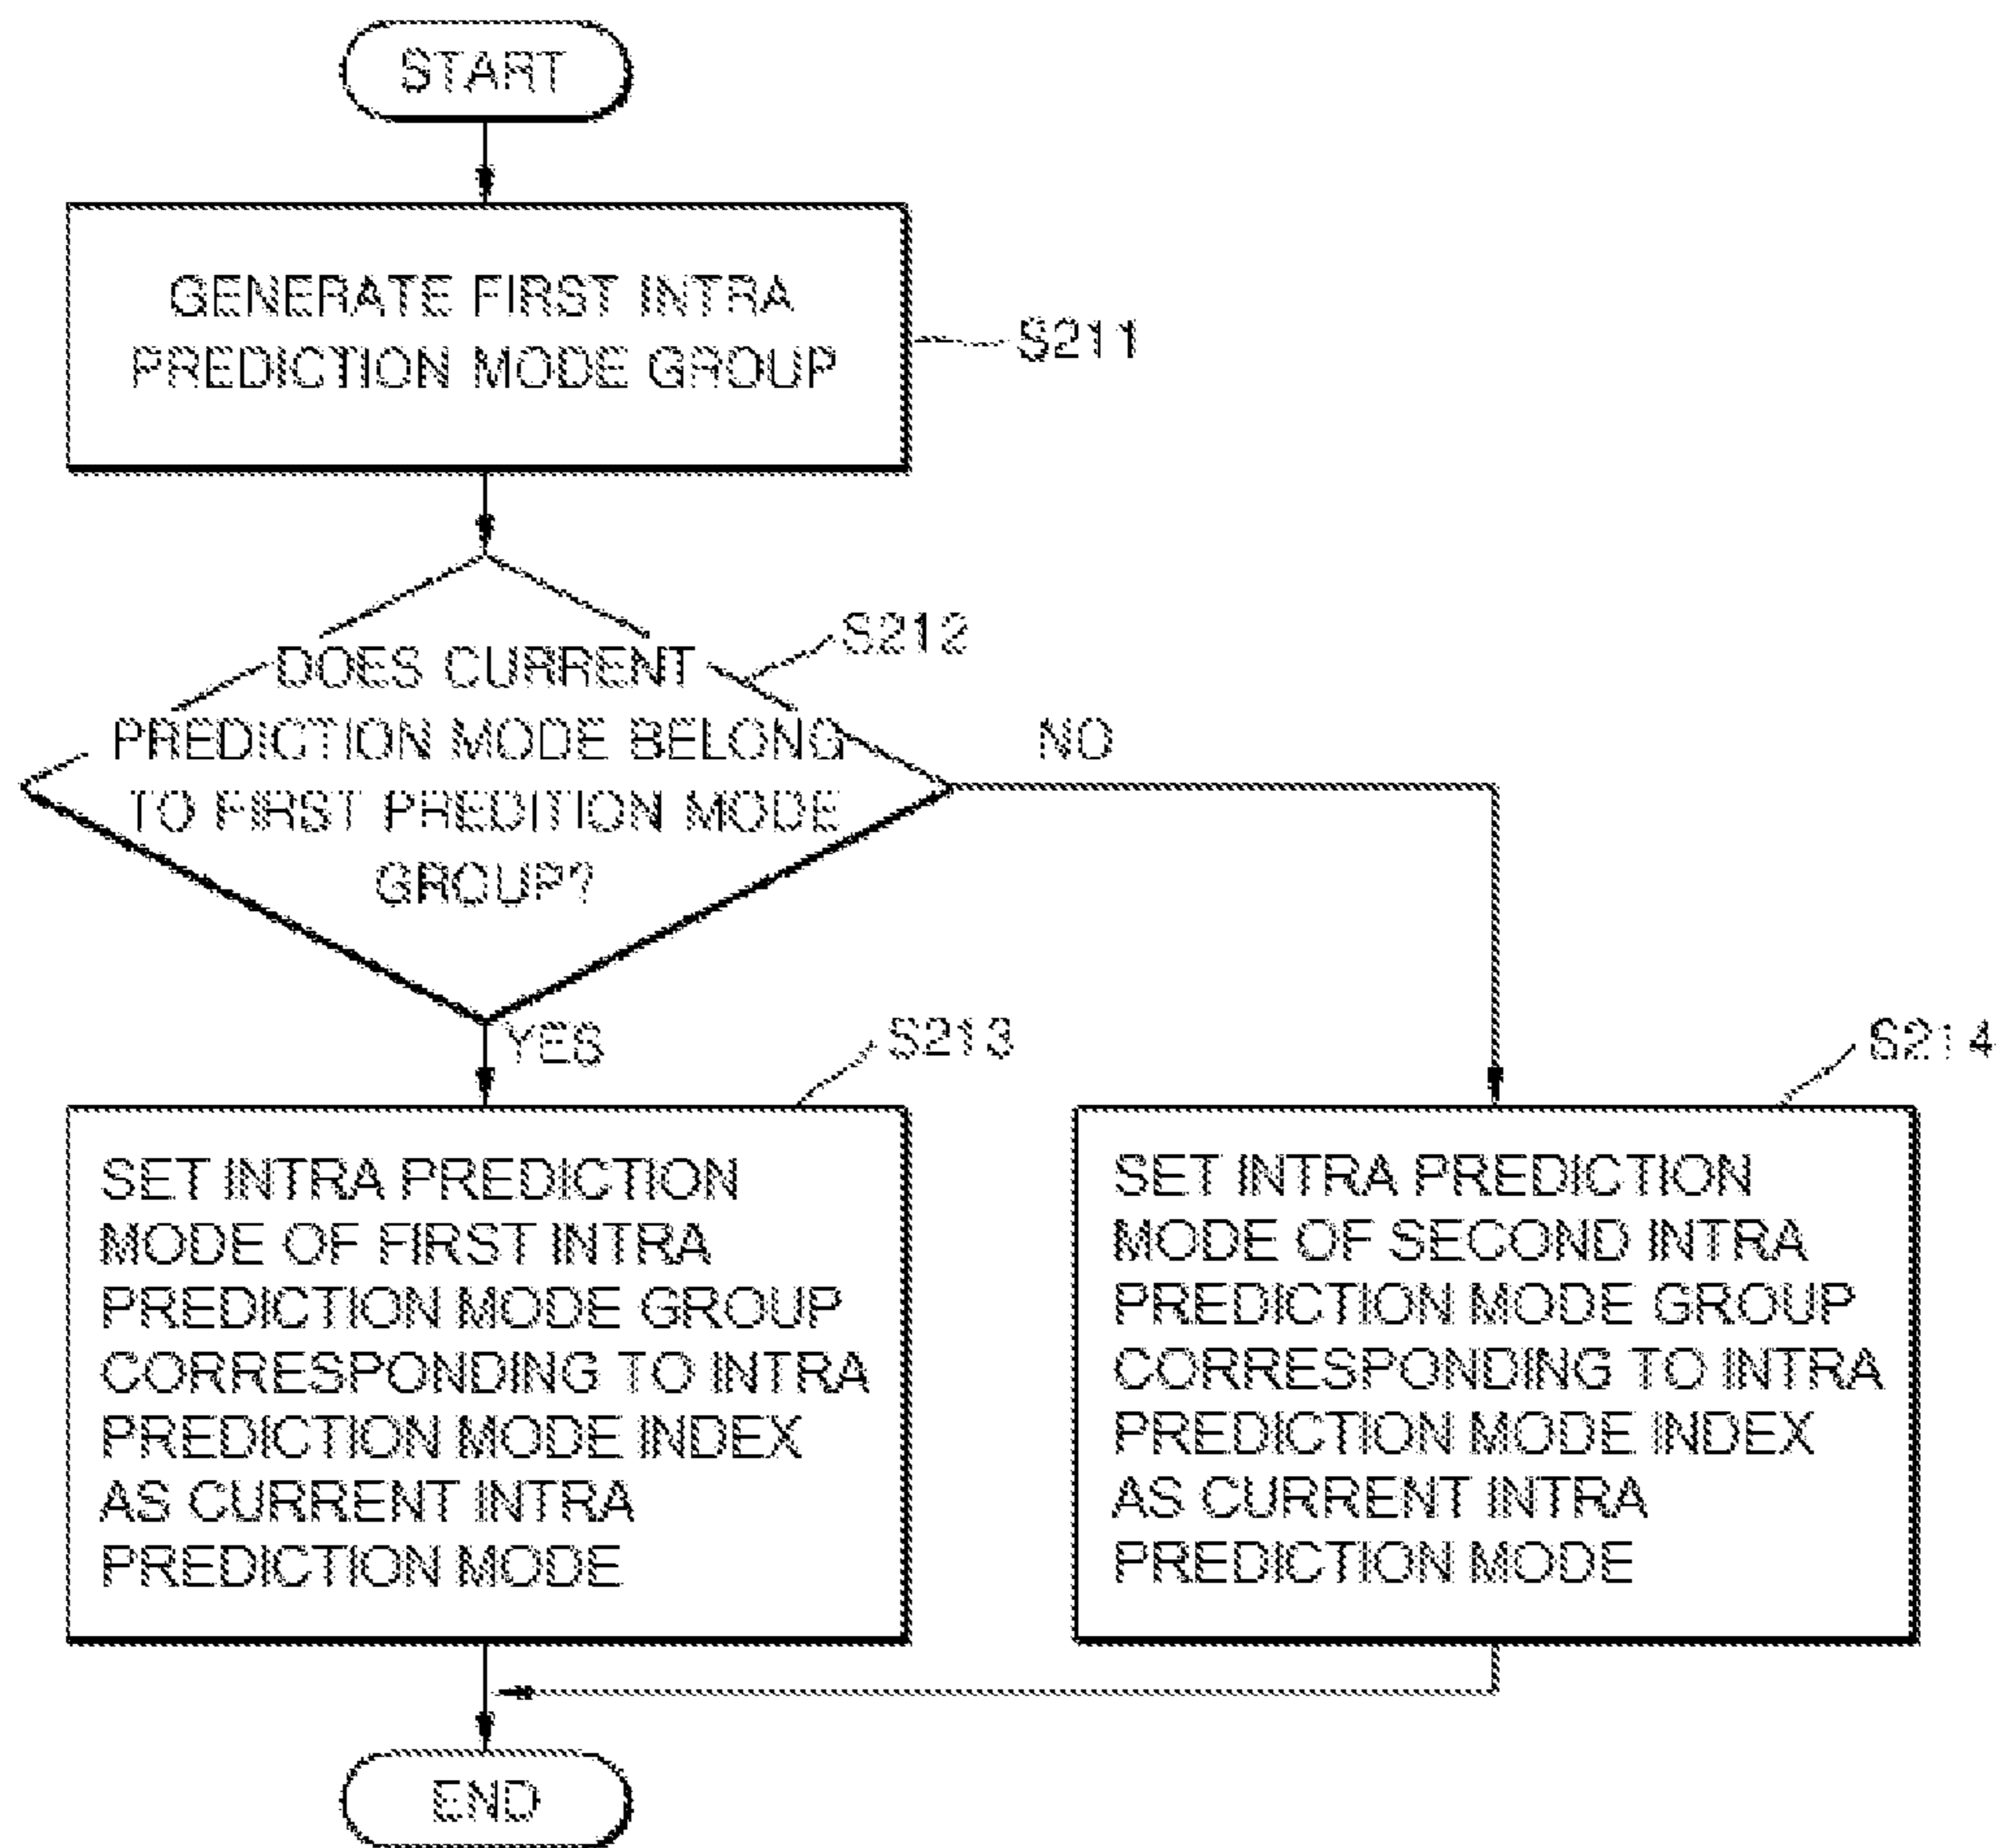 START
GENERATE FIRST INTRA
PREDICTION MODE GROUP
S211
S212
DOES CURRENT
PREDICTION MODE BELONG
TO FIRST PREDITION MODE
GROUP?
NO
YES
S213
SET INTRA PREDICTION
MODE OF FIRST INTRA
PREDICTION MODE GROUP
CORRESPONDING TO INTRA
PREDICTION MODE INDEX
AS CURRENT INTRA
PREDICTION MODE
S214
SET INTRA PREDICTION
MODE OF SECOND INTRA
PREDICTION MODE GROUP
CORRESPONDING TO INTRA
PREDICTION MODE INDEX
AS CURRENT INTRA
PREDICTION MODE
END